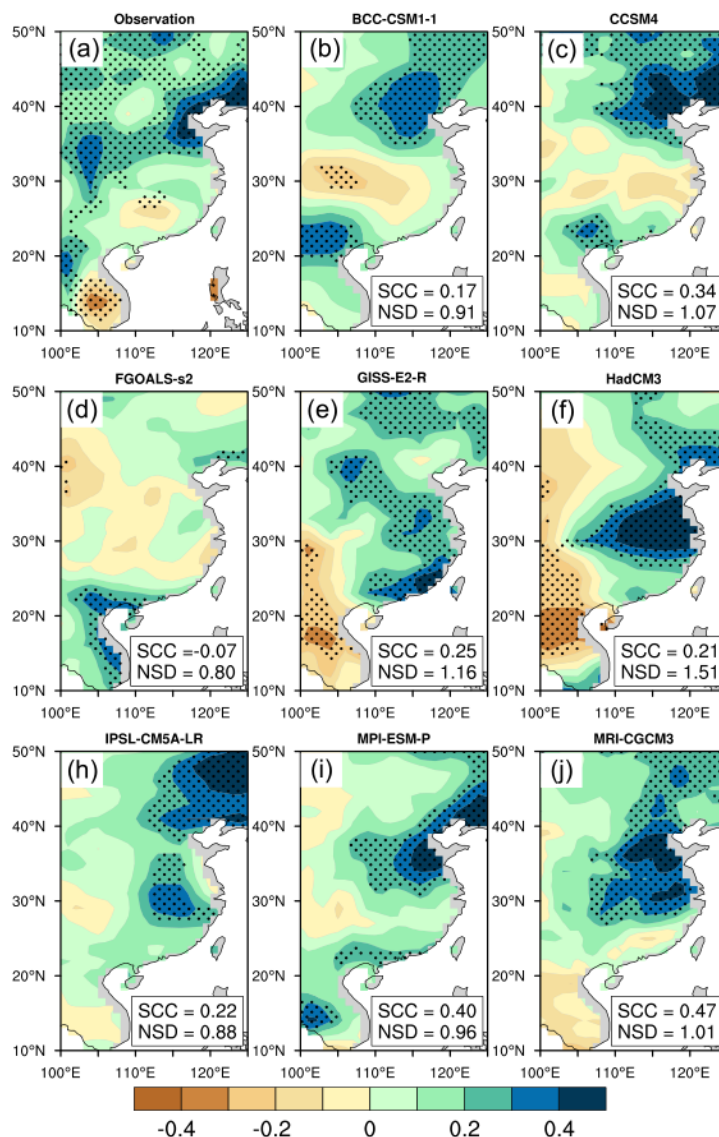 Observation
BCC-CSM1-1
CCSM4
(a)
(b)
(c)
50°N
50°N
50°N
40°N
40°N
40°N
30°N
30°N
30°N
20°N
20°N
20°N
10°N
10°N
10°N
SCC = 0.17
NSD = 0.91
SCC = 0.34
NSD = 1.07
100°E
110°E
120°E
100°E
110°E
120°E
100°E
110°E
120°E
FGOALS-s2
GISS-E2-R
HadCM3
(d)
(e)
(f)
50°N
50°N
50°N
40°N
40°N
40°N
30°N
30°N
30°N
20°N
20°N
20°N
10°N
10°N
10°N
SCC =-0.07
NSD = 0.80
SCC = 0.25
NSD = 1.16
SCC = 0.21
NSD = 1.51
100°E
110°E
120°E
100°E
110°E
120°E
100°E
110°E
120°E
IPSL-CM5A-LR
MPI-ESM-P
MRI-CGCM3
(h)
(i)
(j)
50°N
50°N
50°N
40°N
40°N
40°N
30°N
30°N
30°N
20°N
20°N
20°N
10°N
10°N
10°N
SCC = 0.22
NSD = 0.88
SCC = 0.40
NSD = 0.96
SCC = 0.47
NSD = 1.01
100°E
110°E
120°E
100°E
110°E
120°E
100°E
110°E
120°E
-0.4
-0.2
0
0.2
0.4